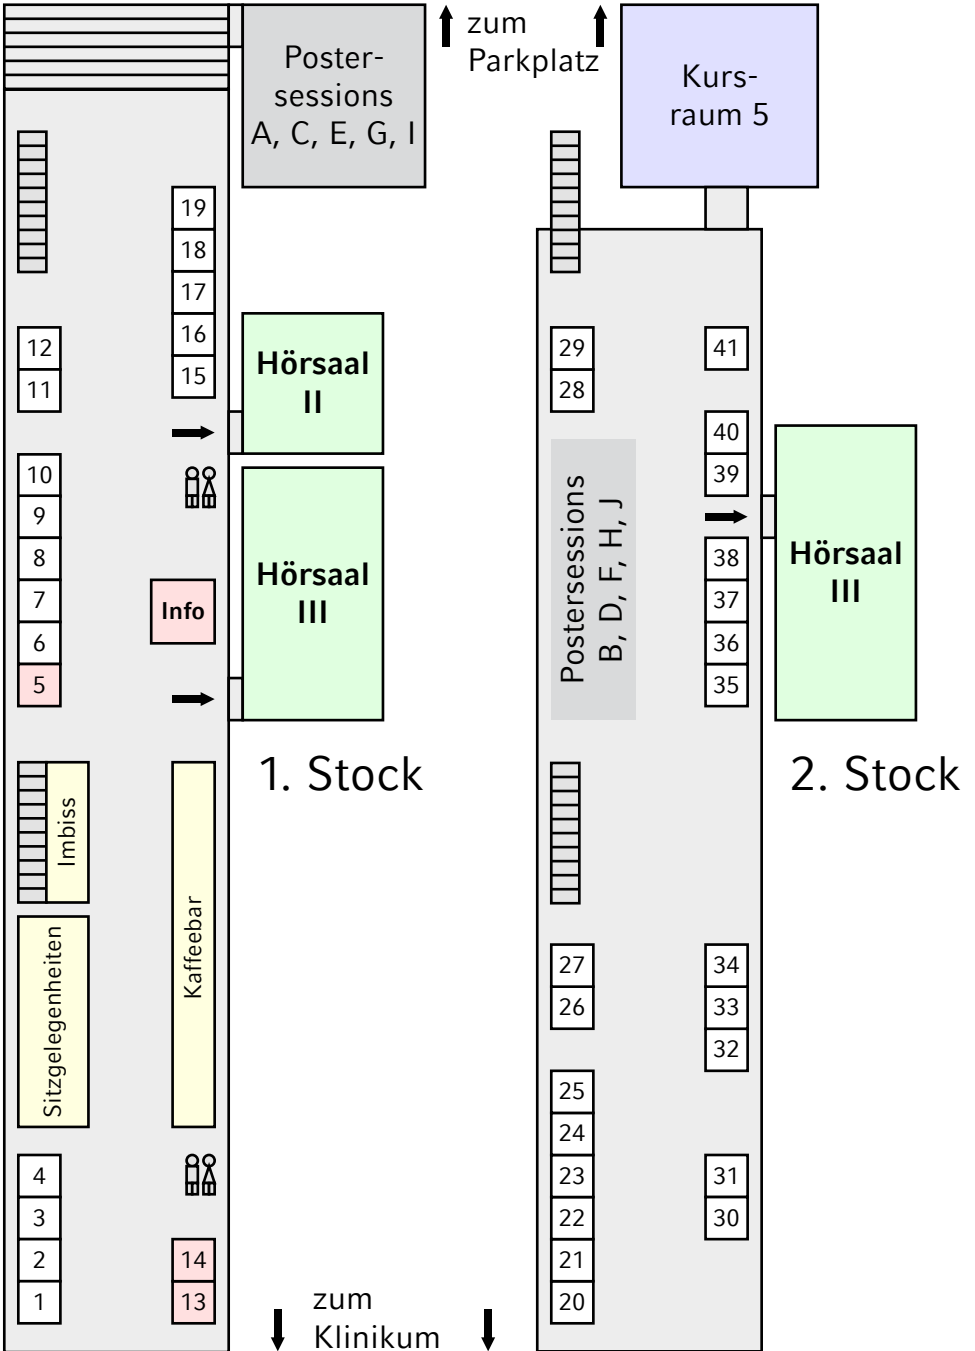 Poster-
sessions
A, C, E, G, I
zum
Parkplatz
Kurs-
raum 5
19
18
17
16
15
12
11
Hörsaal
II
10
9
8
7
6
5
Info
Hörsaal
III
1. Stock
Imbiss
Kaffeebar
Sitzgelegenheiten
4
3
2
1
14
13
zum
Klinikum
29
28
41
40
39
Postersessions
B, D, F, H, J
38
37
36
35
Hörsaal
III
2. Stock
27
26
34
33
32
25
24
23
22
21
20
31
30